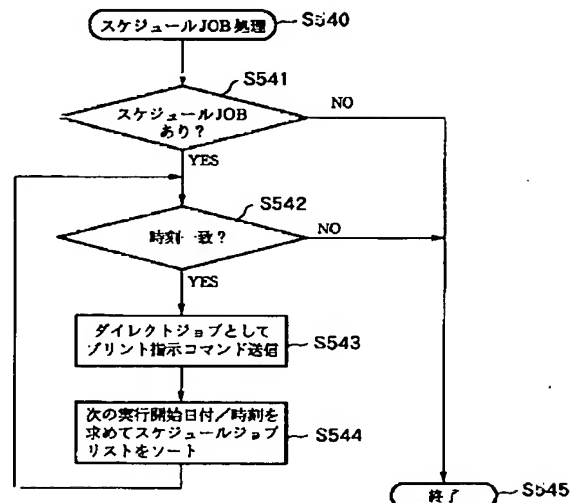 スケジュールJOB処理
S540
S541
スケジュールJOB
あり？
NO
YES
S542
時刻一致？
NO
YES
ダイレクトジョブとして
プリント指示コマンド送信
S543
次の実行開始日付／時刻を
求めてスケジュールジョブ
リストをソート
S544
終了
S545